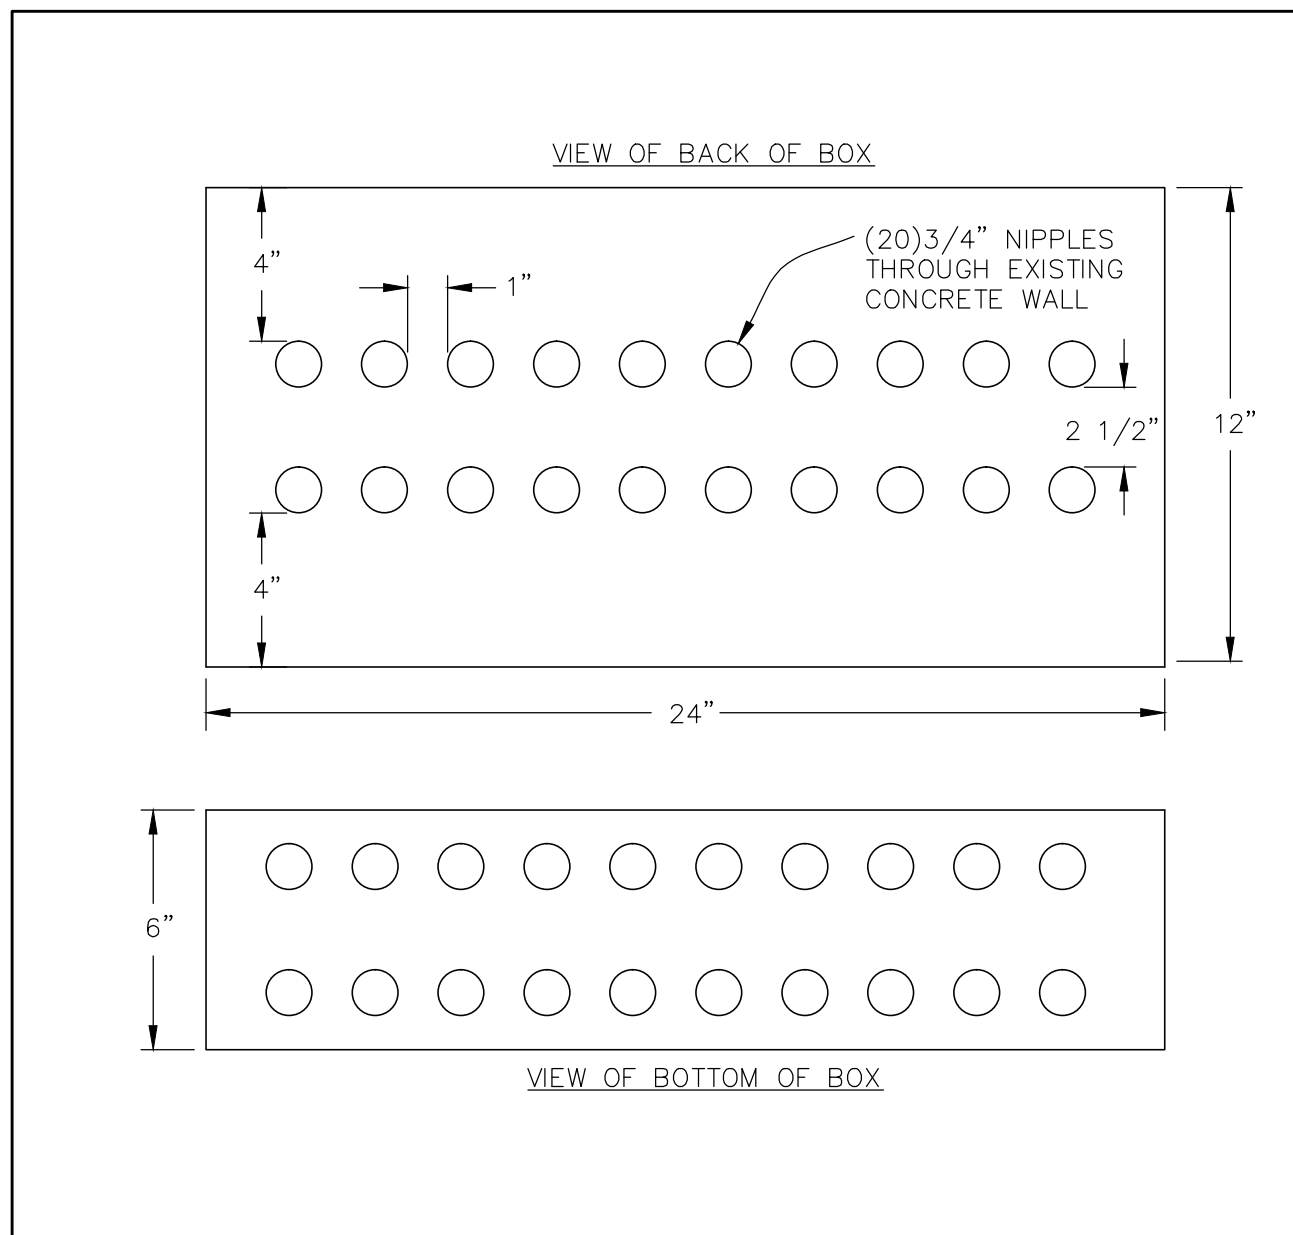 VIEW OF BACK OF BOX
4”
1”
(20)3/4” NIPPLES
THROUGH EXISTING
CONCRETE WALL
2 1/2”
12”
4”
24”
6”
VIEW OF BOTTOM OF BOX